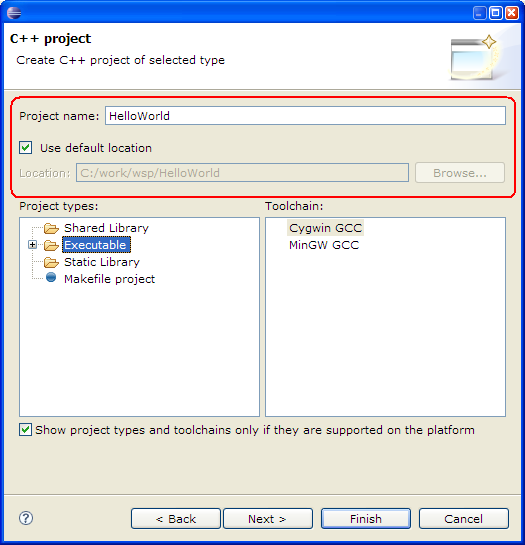 C++ project
Create C++ project of selected type
Project name: HelloWorld
Use default location
Location: C:/work/wsp/HelloWorld Browse...
Project types: Toolchain:
Shared Library Cygwin GCC
Executable MinGW GCC
Static Library
Makefile project
Show project types and toolchains only if they are supported on the platform
? < Back Next > Finish Cancel